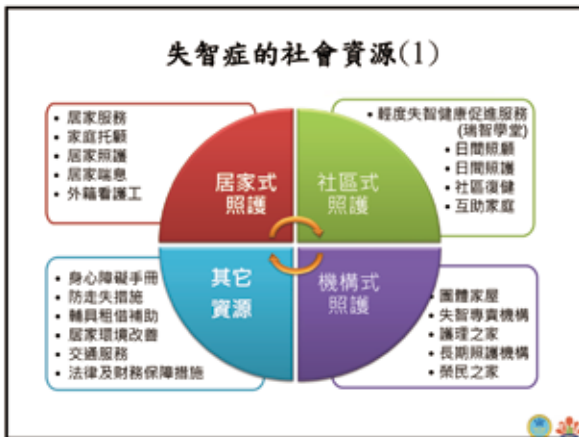 失智症的社會資源(1)
• 居家服務
• 家庭托顧
• 居家照護
• 居家喘息
• 外籍看護工
居家式
照護
社區式
照護
• 輕度失智健康促進服務
(瑞智學堂)
• 日間照顧
• 日間照護
• 社區復健
• 互助家庭
其它
資源
機構式
照護
• 身心障礙手冊
• 防走失措施
• 輔具租借補助
• 居家環境改善
• 交通服務
• 法律及財務保障措施
• 團體家屋
• 失智專責機構
• 護理之家
• 長期照護機構
• 榮民之家